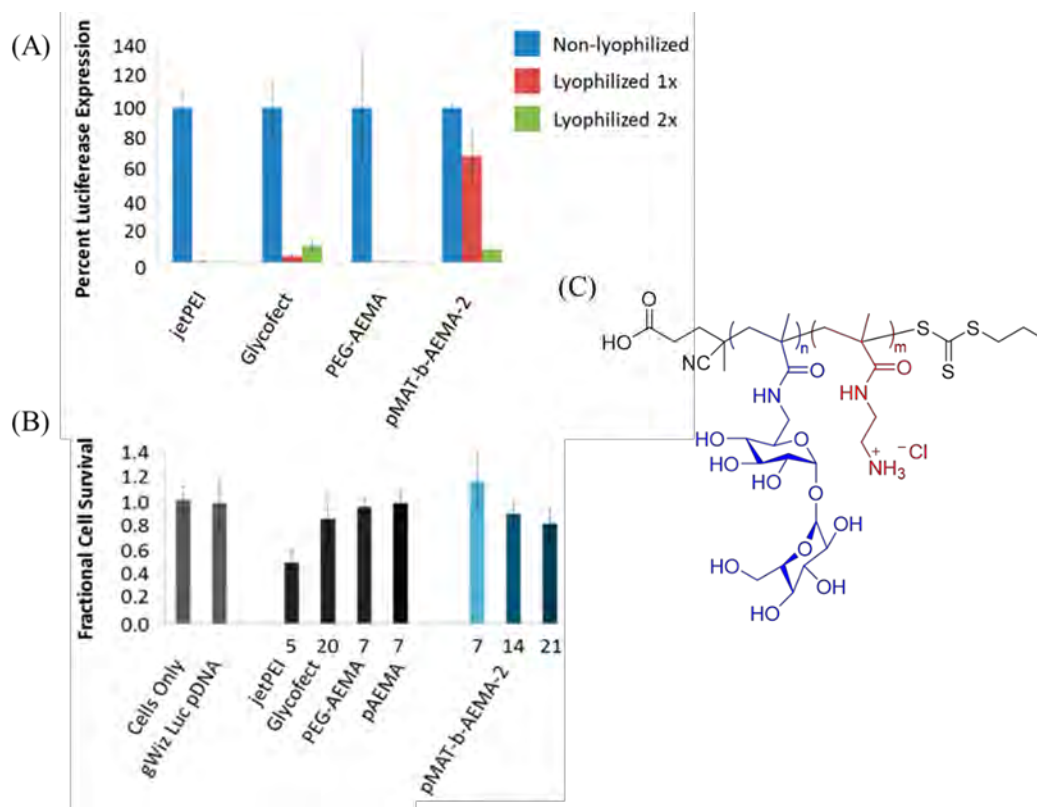 (A)
Percent Luciferease Expression
140
120
100
80
60
40
20
0
Non-lyophilized
Lyophilized 1x
Lyophilized 2x
jetPEI
Glycofect
PEG-AEMA
pMAT-b-AEMA-2
(B)
Fractional Cell Survival
1.4
1.2
1.0
0.8
0.6
0.4
0.2
0.0
5 20 7 7 7 14 21
Cells Only
gWiz Luc pDNA
jetPEI
Glycofect
PEG-AEMA
pAEMA
pMAT-b-AEMA-2
(C)
O
HO
NC
n
m
S
S
S
O
O
HN
HN
HO
O
HO
HO
O
NH3
+
−Cl
O
OH
HO
OH
HO